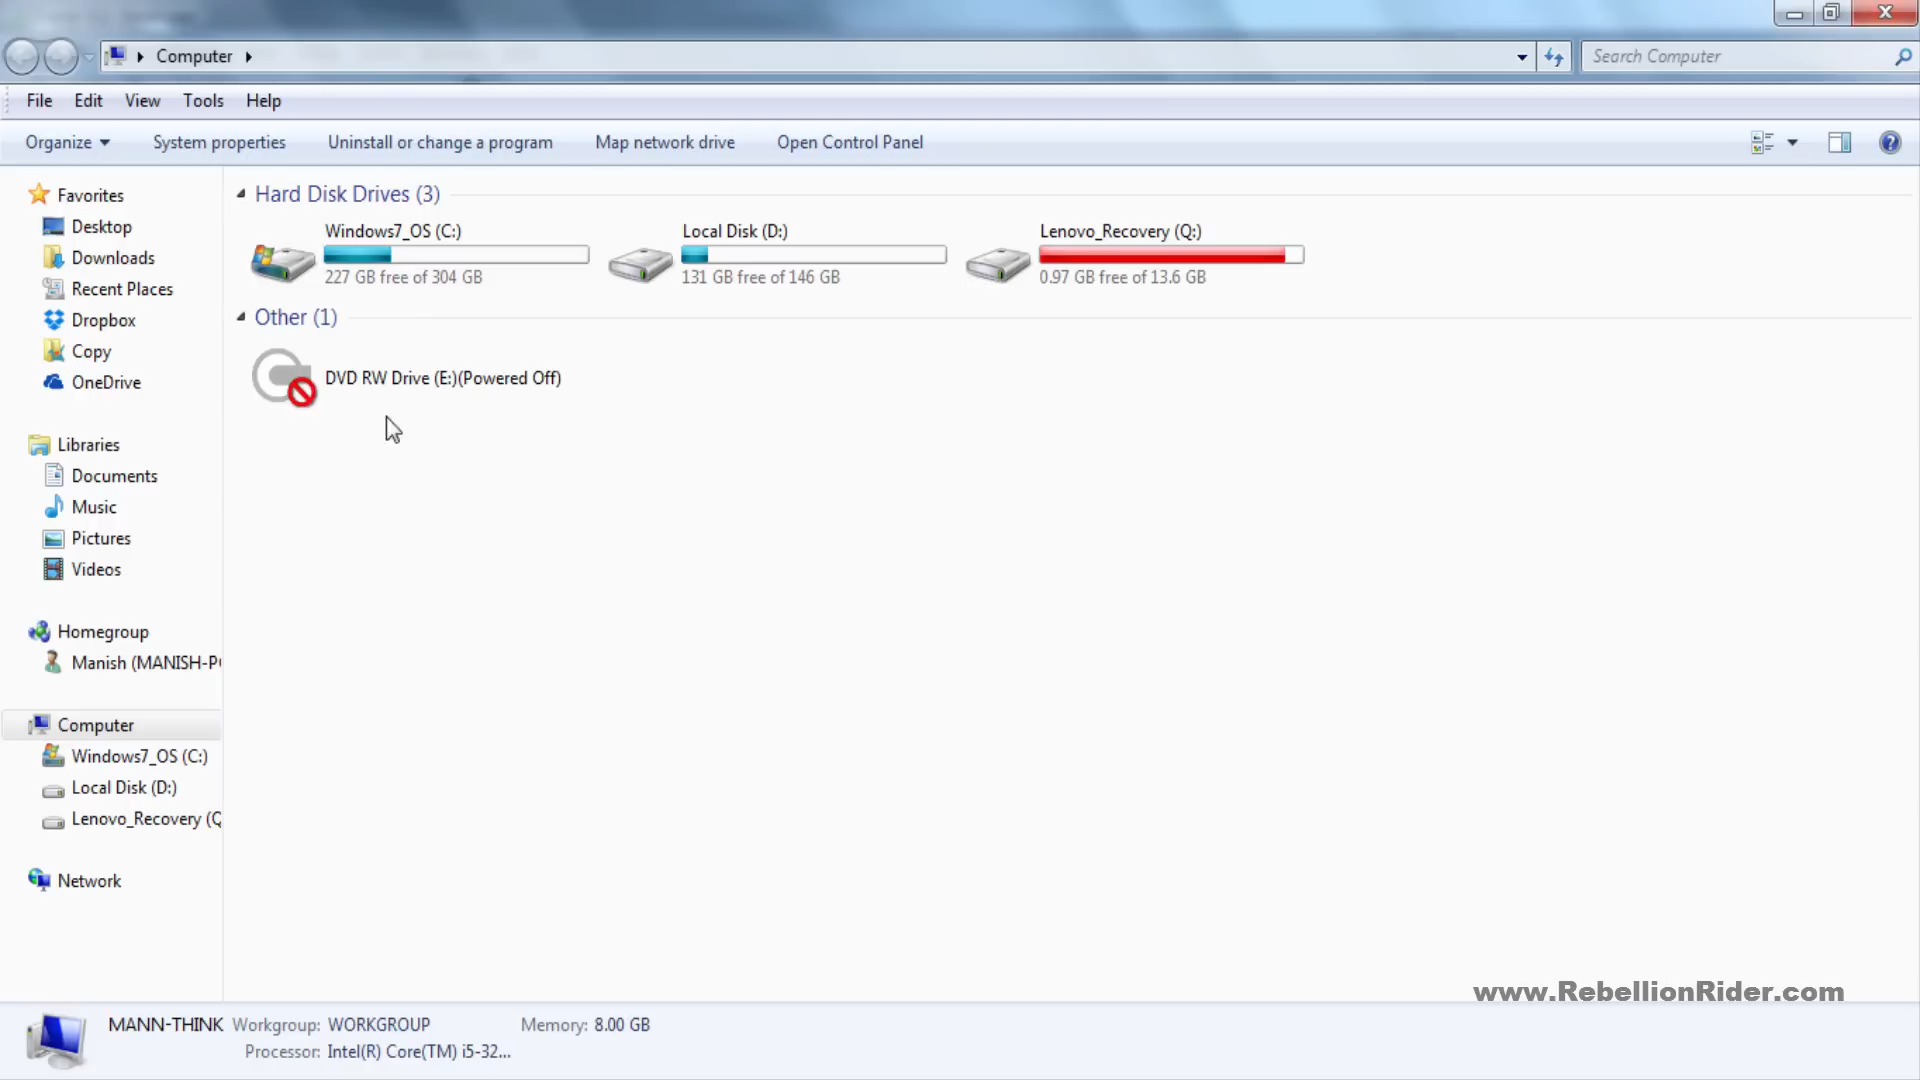 Computer
Search Computer
File Edit View Tools Help
Organize System properties Uninstall or change a program Map network drive Open Control Panel
Favorites
Desktop
Downloads
Recent Places
Dropbox
Copy
OneDrive
Libraries
Documents
Music
Pictures
Videos
Homegroup
Manish (MANISH-P
Computer
Windows7_OS (C:)
Local Disk (D:)
Lenovo_Recovery (Q
Network
Hard Disk Drives (3)
Windows7_OS (C:)
227 GB free of 304 GB
Local Disk (D:)
131 GB free of 146 GB
Lenovo_Recovery (Q:)
0.97 GB free of 13.6 GB
Other (1)
DVD RW Drive (E:)(Powered Off)
www.RebellionRider.com
MANN-THINK Workgroup: WORKGROUP Memory: 8.00 GB
Processor: Intel(R) Core(TM) i5-32...